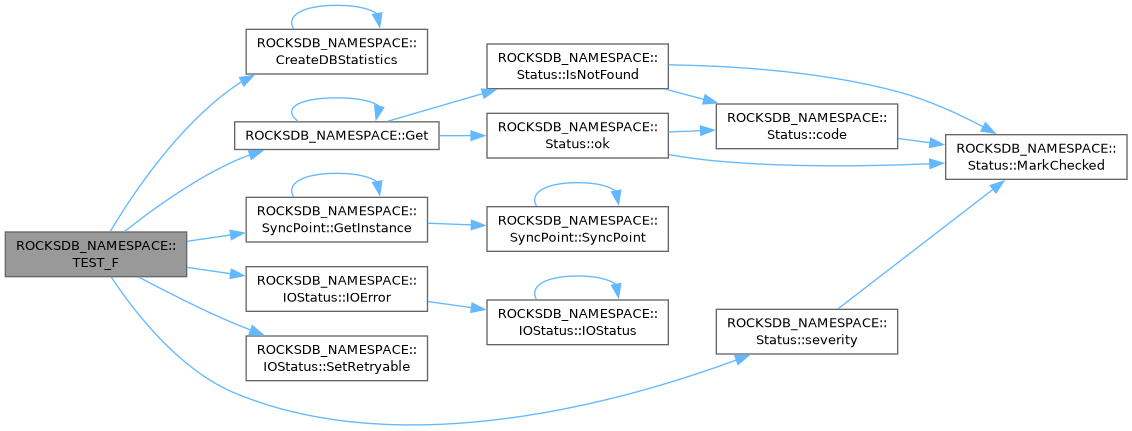 ROCKSDB_NAMESPACE::
TEST_F
ROCKSDB_NAMESPACE::
CreateDBStatistics
ROCKSDB_NAMESPACE::Get
ROCKSDB_NAMESPACE::
SyncPoint::GetInstance
ROCKSDB_NAMESPACE::
IOStatus::IOError
ROCKSDB_NAMESPACE::
IOStatus::SetRetryable
ROCKSDB_NAMESPACE::
Status::IsNotFound
ROCKSDB_NAMESPACE::
Status::ok
ROCKSDB_NAMESPACE::
SyncPoint::SyncPoint
ROCKSDB_NAMESPACE::
IOStatus::IOStatus
ROCKSDB_NAMESPACE::
Status::code
ROCKSDB_NAMESPACE::
Status::severity
ROCKSDB_NAMESPACE::
Status::MarkChecked